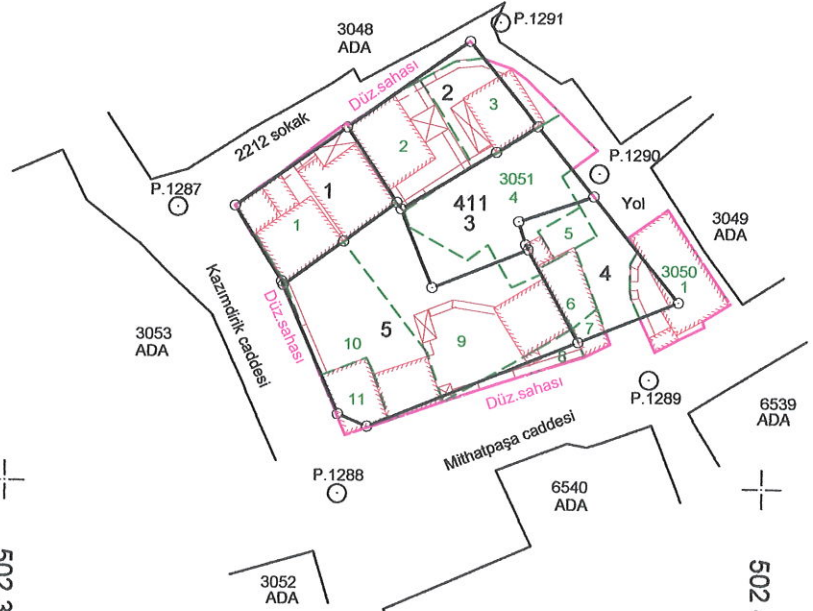 3048
ADA
P.1291
Düz.sahası
2
3
2212 sokak
2
P.1290
P.1287
3051
4
1
1
411
3
Yol
3049
ADA
5
Kazımdirik caddesi
4
3050
1
Düz.sahası
6
3053
ADA
5
10
9
7
8
11
Düz.sahası
P.1289
6539
ADA
Mithatpaşa caddesi
P.1288
6540
ADA
502 3
502
3052
ADA